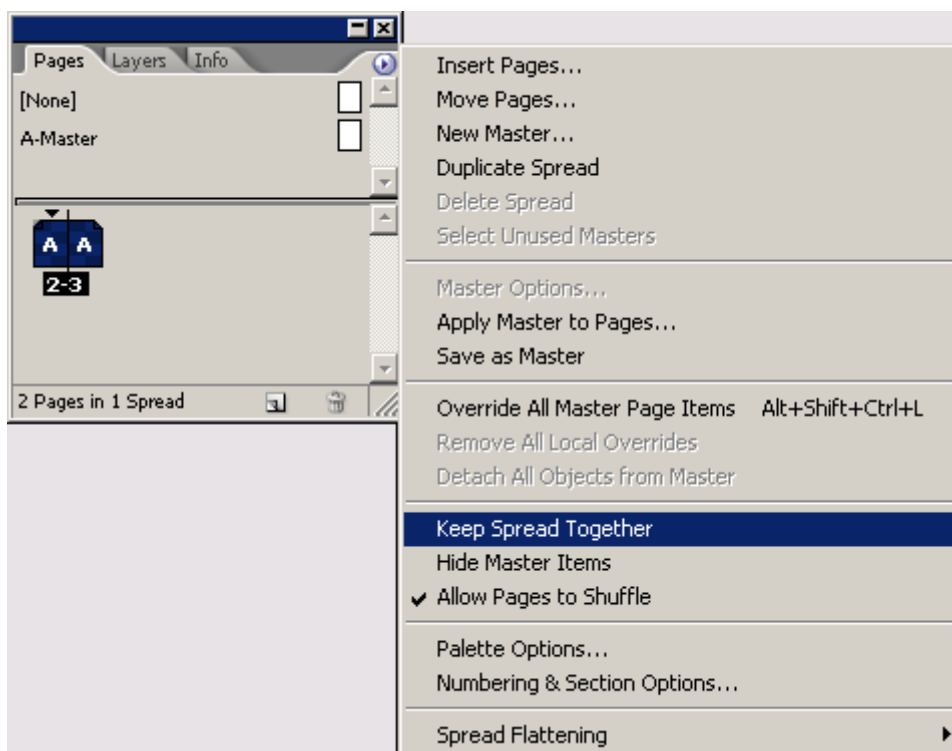 Pages Layers Info
[None]
A-Master
A A
2-3
2 Pages in 1 Spread
Insert Pages...
Move Pages...
New Master...
Duplicate Spread
Delete Spread
Select Unused Masters
Master Options...
Apply Master to Pages...
Save as Master
Override All Master Page Items Alt+Shift+Ctrl+L
Remove All Local Overrides
Detach All Objects from Master
Keep Spread Together
Hide Master Items
Allow Pages to Shuffle
Palette Options...
Numbering & Section Options...
Spread Flattening